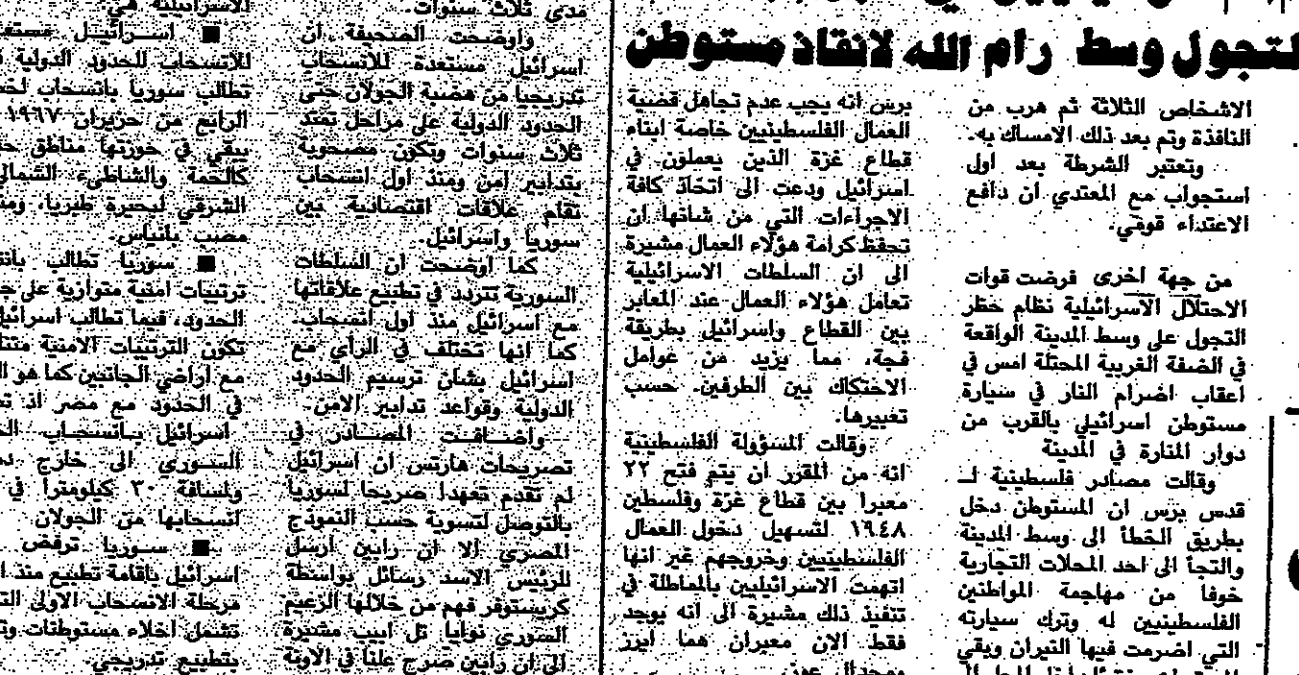 لتجول وسط رام الله لانقاذ مستوطن
الاشخاص الثلاثة ثم هرب من
النافذة وتم بعد ذلك الامساك به.
وتعتبر الشرطة بعد اول
استجواب مع المعتدي ان دافع
الاعتداء قومي.
من جهة اخرى فرضت قوات
الاحتلال الاسرائيلية نظام حظر
التجول على وسط المدينة الواقعة
في الضفة الغربية المحتلة امس في
اعقاب اضرام النار في سيارة
مستوطن اسرائيلي بالقرب من
دوار المنارة في المدينة
وقالت مصادر فلسطينية لـ
قدس برس ان المستوطن دخل
بطريق الخطأ الى وسط المدينة
والتجأ الى احد المحلات التجارية
خوفا من مهاجمة المواطنين
الفلسطينيين له وترك سيارته
التي اضرمت فيها النيران وبقي
برس انه يجب عدم تجاهل قضية
العمال الفلسطينيين خاصة ابناء
قطاع غزة الذين يعملون في
اسرائيل ودعت الى اتخاذ كافة
الاجراءات التي من شانها ان
تحفظ كرامة هؤلاء العمال مشيرة
الى ان السلطات الاسرائيلية
تعامل هؤلاء العمال عند المعابر
بين القطاع واسرائيل بطريقة
فجة، مما يزيد من عوامل
الاحتكاك بين الطرفين. حسب
تعبيرها.
وقالت المسؤولة الفلسطينية
انه من المقرر ان يتم فتح ٢٢
معبرا بين قطاع غزة وفلسطين
١٩٤٨ لتسهيل دخول العمال
الفلسطينيين وخروجهم غير انها
اتهمت الاسرائيليين بالمماطلة في
تنفيذ ذلك مشيرة الى انه يوجد
فقط الان معبران هما ايرز
مدى ثلاث سنوات.
واوضحت الصحيفة ان
اسرائيل مستعدة للانسحاب
تدريجيا من هضبة الجولان حتى
الحدود الدولية على مراحل تمتد
ثلاث سنوات وتكون مصحوبة
بتدابير امن ومنذ اول انسحاب
تقام علاقات اقتصادية بين
سوريا واسرائيل.
كما اوضحت ان السلطات
السورية تتردد في تطبيع علاقاتها
مع اسرائيل منذ اول انسحاب.
كما انها تختلف في الرأي مع
اسرائيل بشان ترسيم الحدود
الدولية وقواعد تدابير الامن.
واضافت المصادر في
تصريحات هارتس ان اسرائيل
لم تقدم تعهدا صريحا لسوريا
بالتوصل لتسوية حسب النموذج
المصري الا ان رابين ارسل
للرئيس الاسد رسائل بواسطة
كريستوفر فهم من خلالها الزعيم
السوري نوايا تل ابيب مشيرة
الى ان رابين صرح علنا في الاونة
الاسرائيلية هي
■ اسرائيل
للانسحاب للحدود الدولية
تطالب سوريا بانسحاب
الرابع من حزيران ١٩٦٧
يبقي في حوزتها مناطق
كالحمة والشاطىء
الشرقي لبحيرة طبريا،
مصب بانياس.
■ سوريا تطالب
ترتيبات امنية متوازية على
الحدود، فيما تطالب
تكون الترتيبات الامنية
مع اراضي الجانبين كما هو
في الحدود مع مصر اذ
اسرائيل بانسحاب
السوري الى خارج
ولمسافة ٣٠ كيلومترا في
انسحابها من الجولان
■ سوريا ترفض
اسرائيل باقامة تطبيع منذ
مرحلة الانسحاب الاولى
تشمل اخلاء مستوطنات
بتطبيع تدريجي